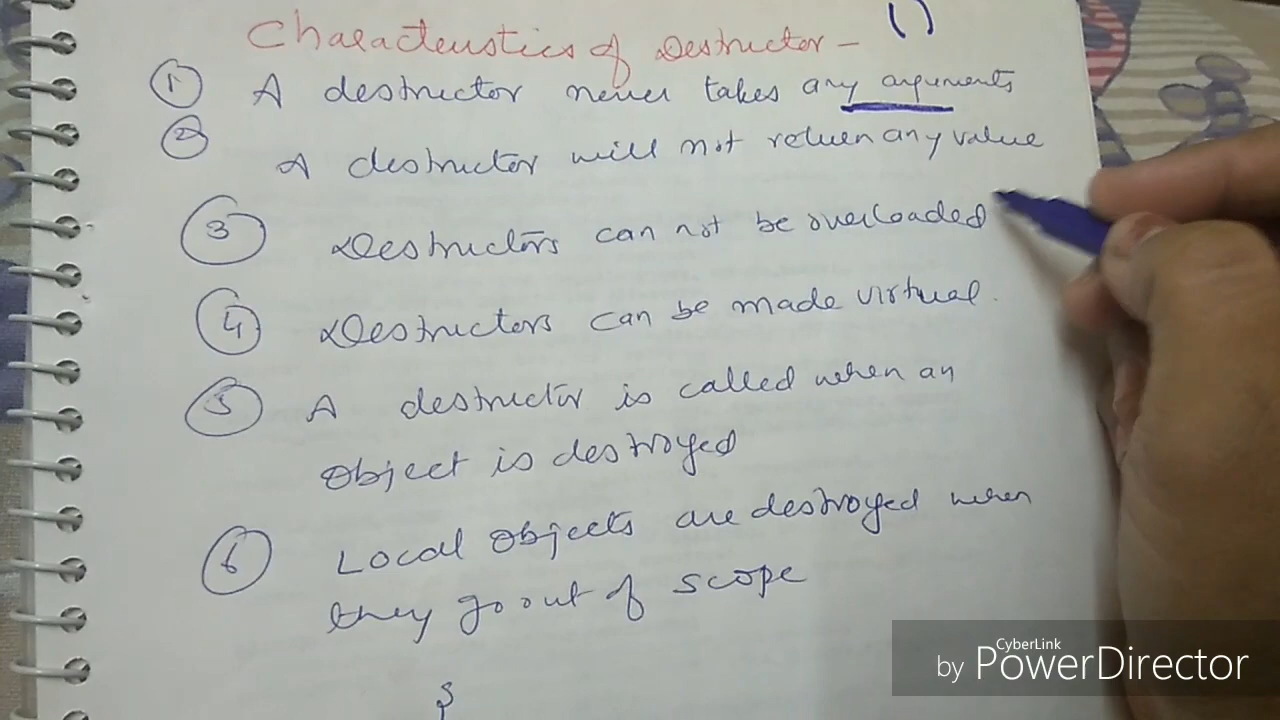 Characteristics of Destructor - ()
① A destructor never takes any arguments
② A destructor will not return any value
③ Destructors can not be overloaded
④ Destructors can be made virtual.
⑤ A destructor is called when an
object is destroyed
⑥ Local objects are destroyed when
they go out of scope
CyberLink
by PowerDirector